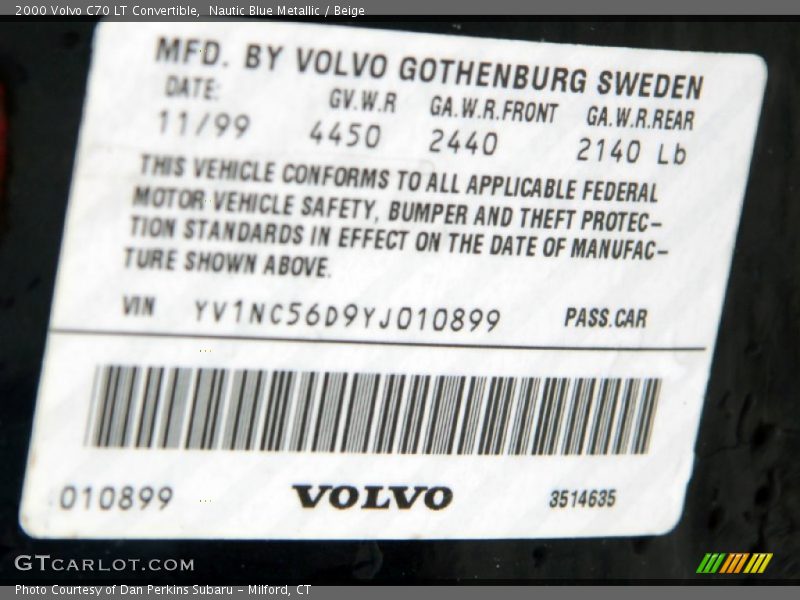 2000 Volvo C70 LT Convertible,  Nautic Blue Metallic / Beige
MFD. BY VOLVO GOTHENBURG SWEDEN
DATE: GV.W.R GA.W.R.FRONT GA.W.R.REAR
11/99 4450 2440 2140 Lb
THIS VEHICLE CONFORMS TO ALL APPLICABLE FEDERAL
MOTOR VEHICLE SAFETY, BUMPER AND THEFT PROTEC-
TION STANDARDS IN EFFECT ON THE DATE OF MANUFAC-
TURE SHOWN ABOVE.
VIN YV1NC56D9YJ010899 PASS.CAR
010899 VOLVO 3514635
GTCARLOT.COM
Photo Courtesy of Dan Perkins Subaru - Milford, CT